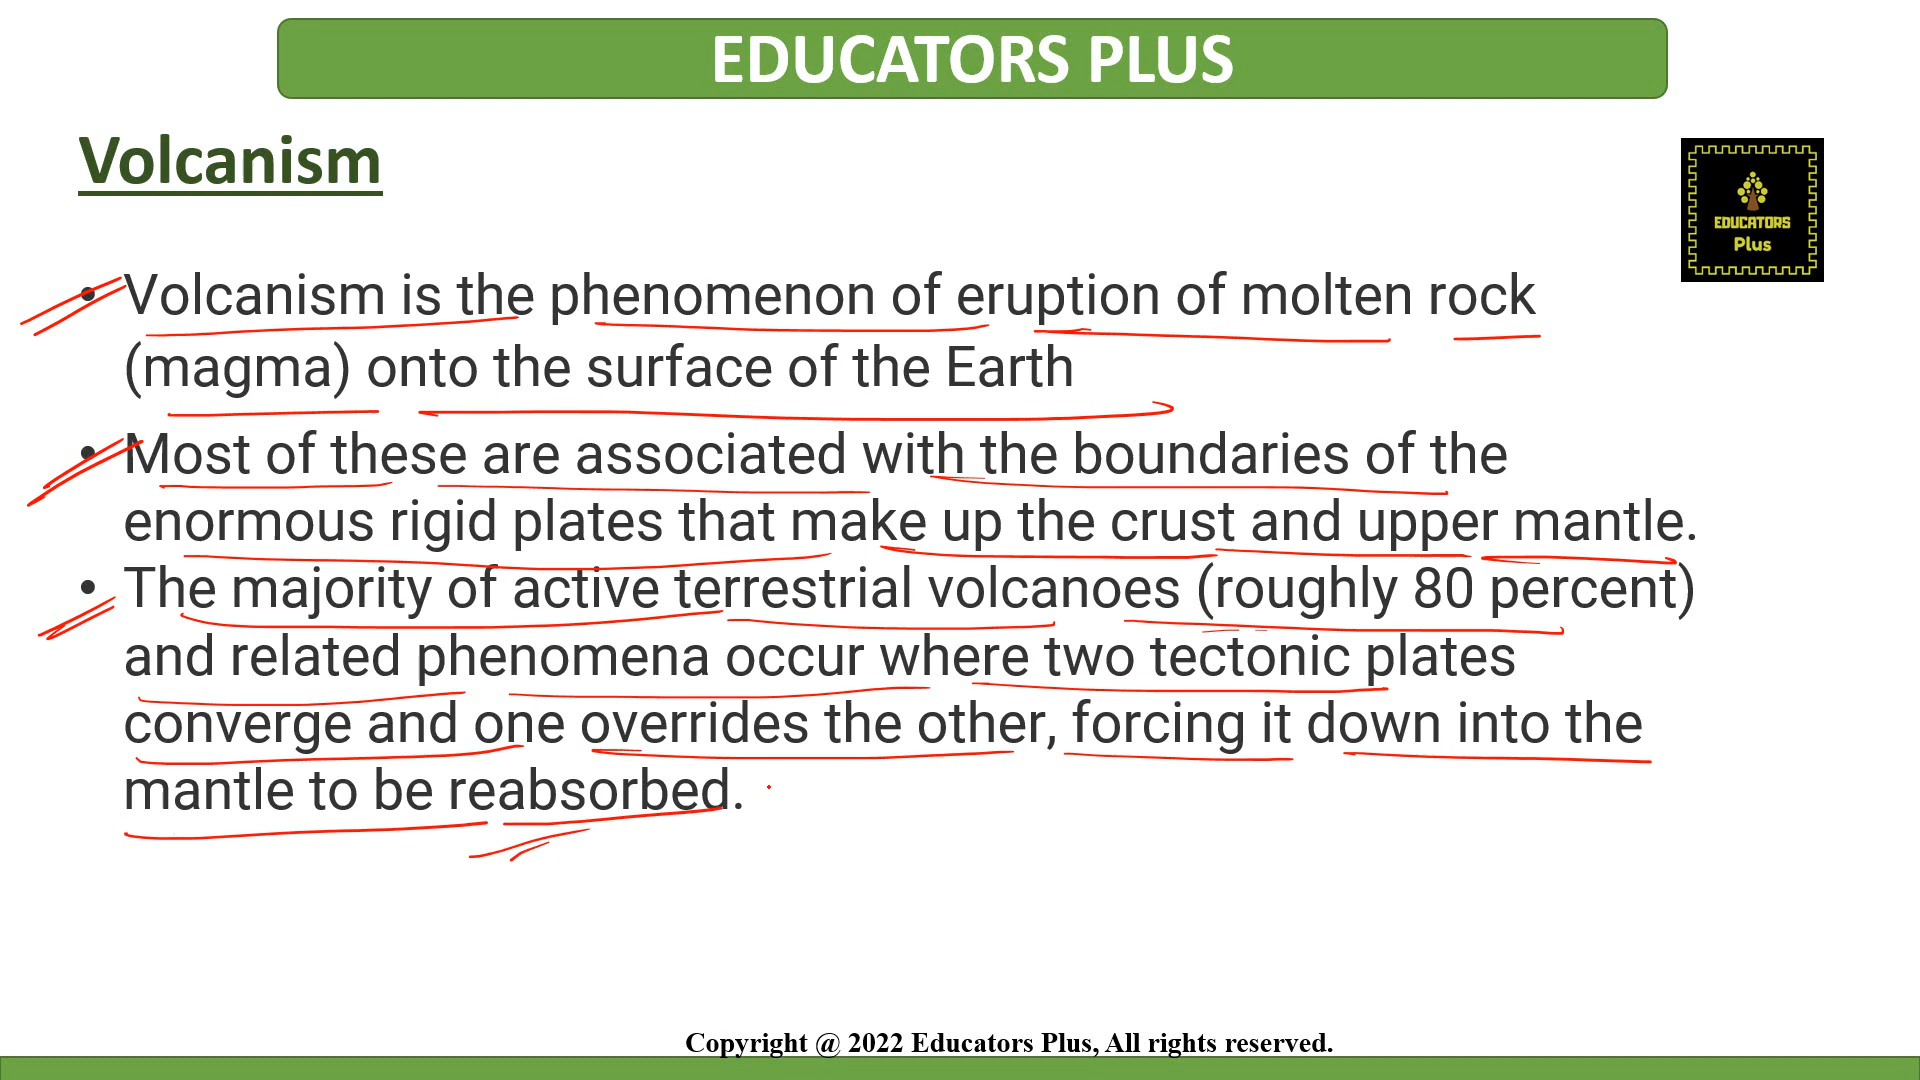 EDUCATORS PLUS
Volcanism
EDUCATORS
Plus
• Volcanism is the phenomenon of eruption of molten rock
(magma) onto the surface of the Earth
• Most of these are associated with the boundaries of the
enormous rigid plates that make up the crust and upper mantle.
• The majority of active terrestrial volcanoes (roughly 80 percent)
and related phenomena occur where two tectonic plates
converge and one overrides the other, forcing it down into the
mantle to be reabsorbed.
Copyright @ 2022 Educators Plus, All rights reserved.